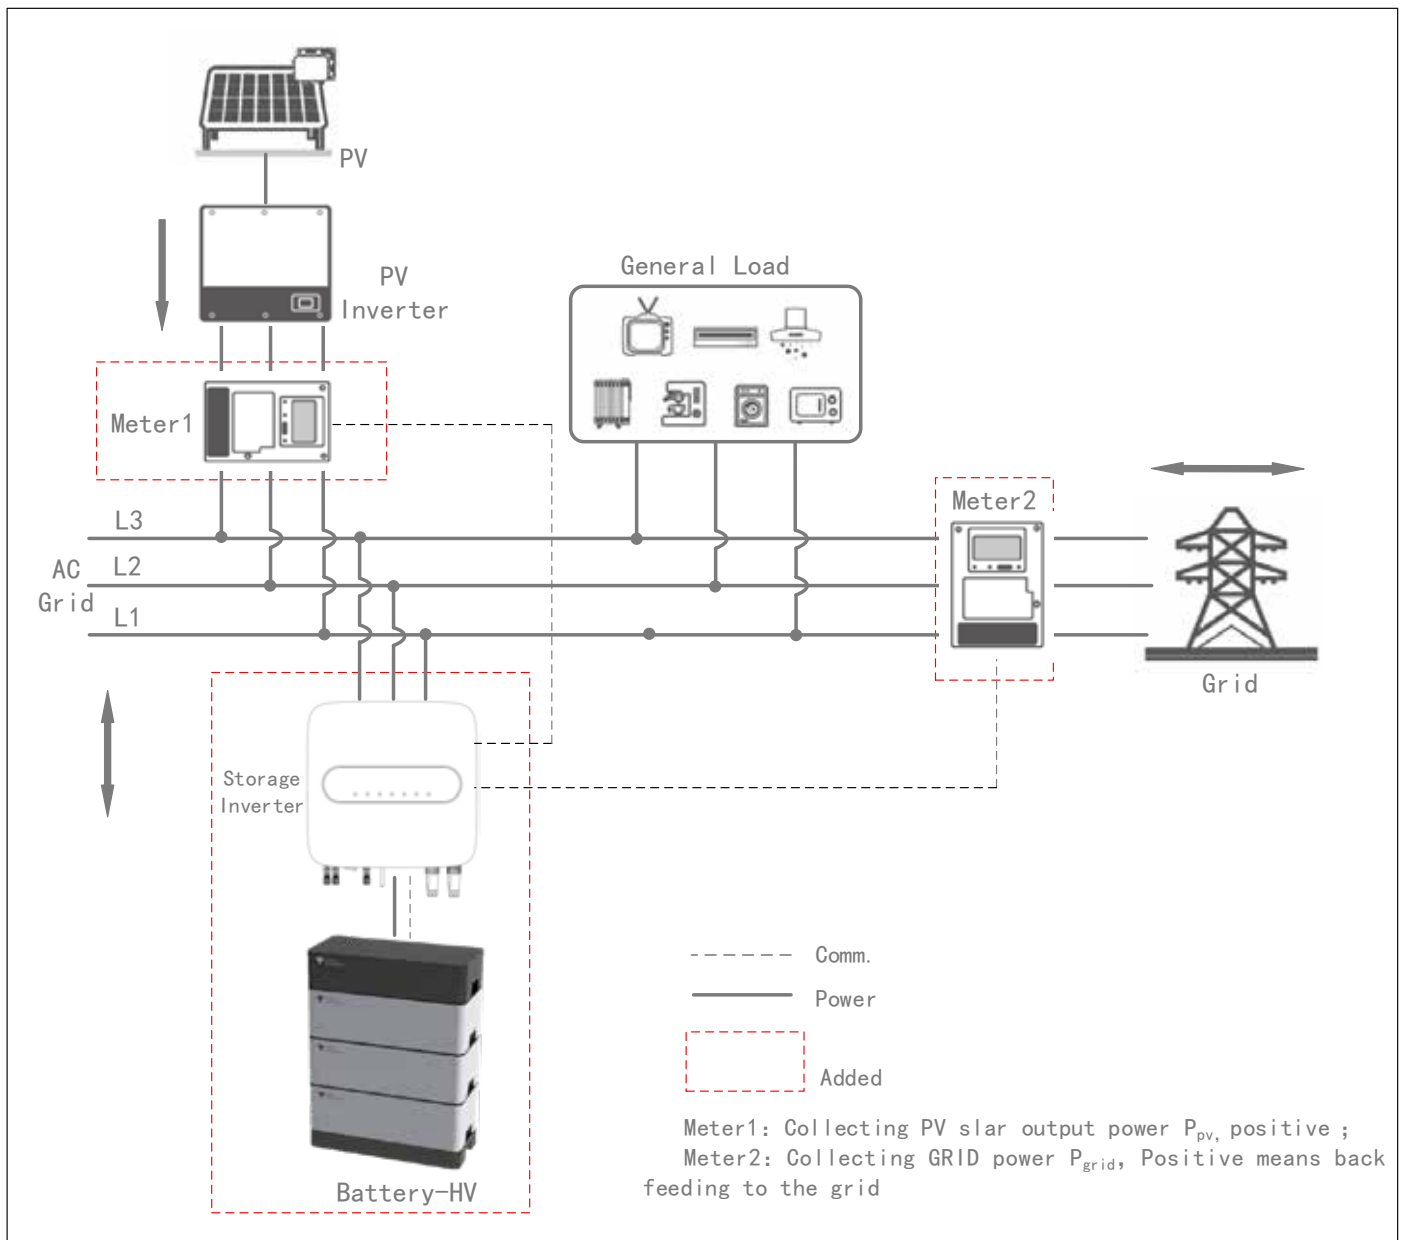 PV
PV
Inverter
General Load
Meter1
Meter2
L3
AC
Grid
L2
L1
Grid
Storage
Inverter
Battery-HV
Comm.
Power
Added
Meter1: Collecting PV slar output power Ppv, positive ;
Meter2: Collecting GRID power Pgrid, Positive means back
feeding to the grid